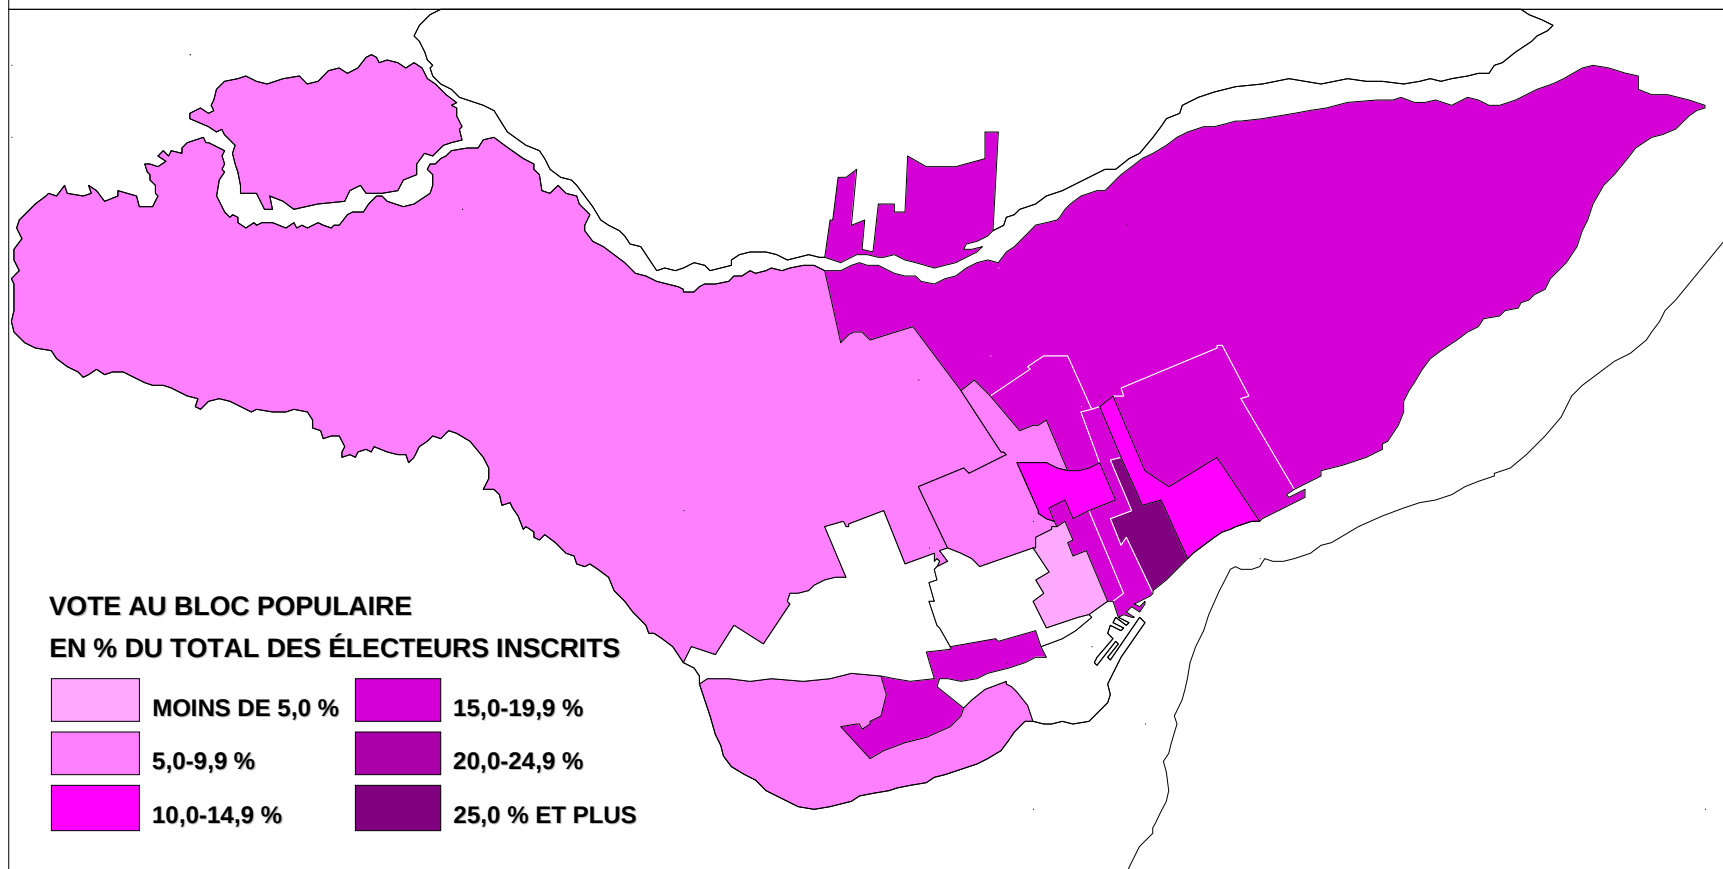 VOTE AU BLOC POPULAIRE
EN % DU TOTAL DES ÉLECTEURS INSCRITS
MOINS DE 5,0 %
5,0-9,9 %
10,0-14,9 %
15,0-19,9 %
20,0-24,9 %
25,0 % ET PLUS